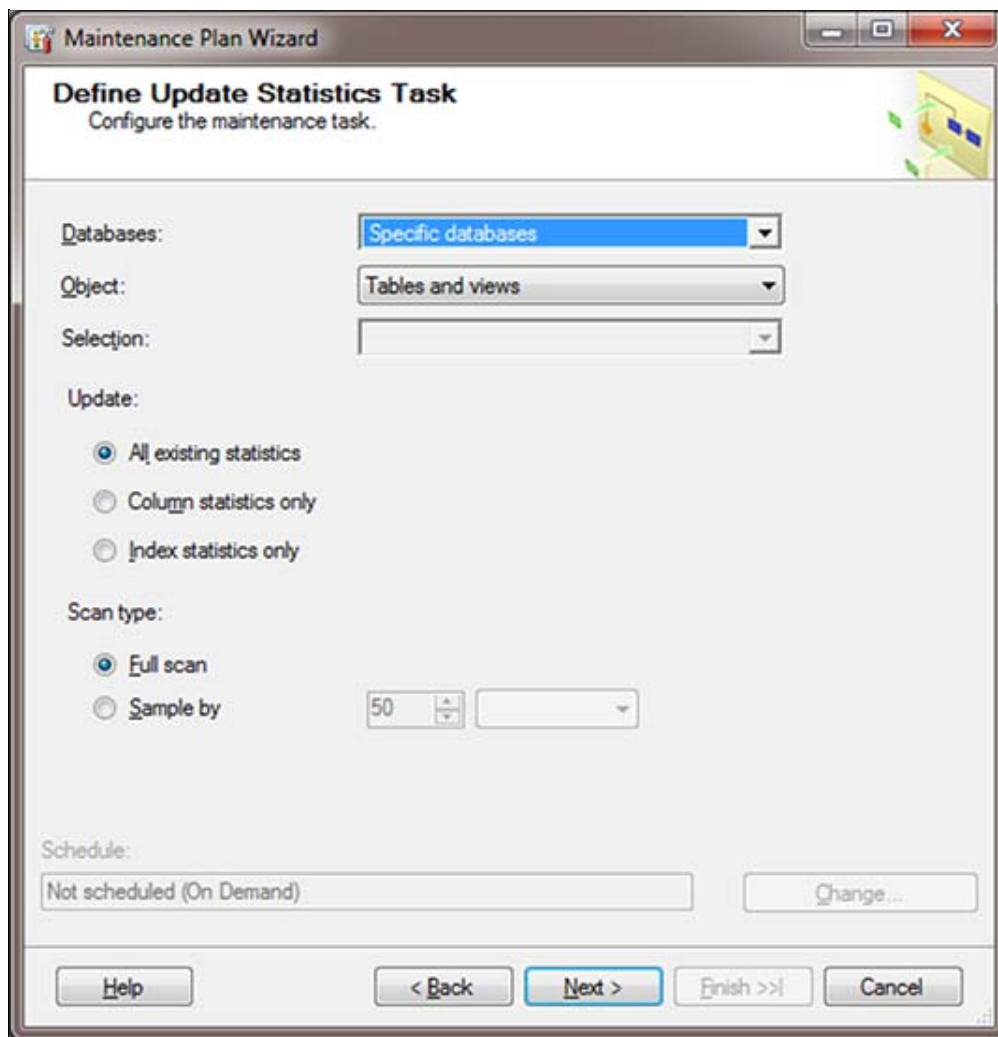 Maintenance Plan Wizard
Define Update Statistics Task
Configure the maintenance task.
Databases: Specific databases
Object: Tables and views
Selection:
Update:
All existing statistics
Column statistics only
Index statistics only
Scan type:
Full scan
Sample by 50
Schedule:
Not scheduled (On Demand) Change...
Help < Back Next > Finish >>| Cancel